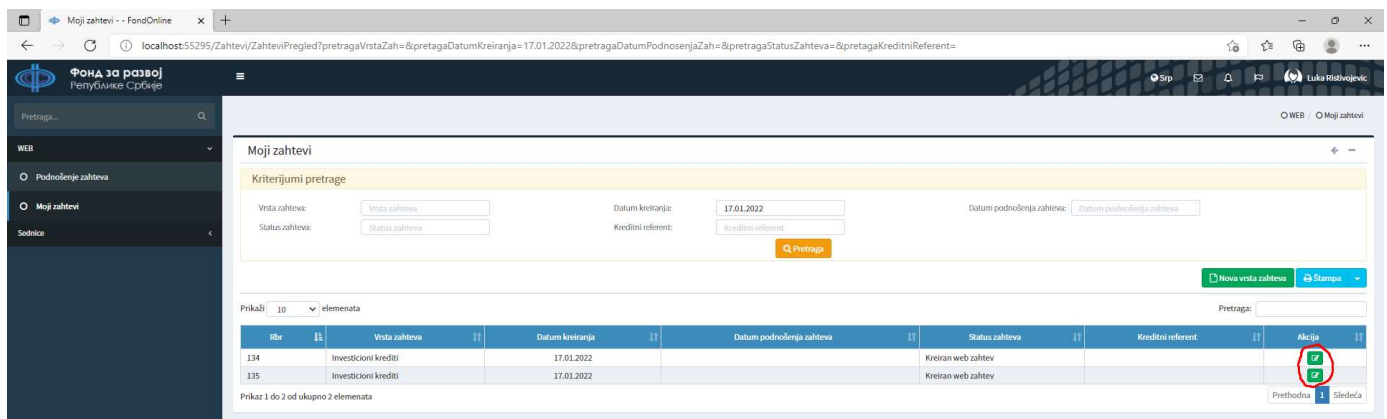 Moji zahtevi - - FondOnline
localhost:55295/Zahtevi/ZahteviPregled?pretragaVrstaZah=&pretagaDatumKreiranja=17.01.2022&pretragaDatumPodnosenjaZah=&pretragaStatusZahteva=&pretagaKreditniReferent=
Фонд за развој
Републике Србије
Srp
Luka Ristivojevic
Pretraga...
WEB / Moji zahtevi
WEB
Podnošenje zahteva
Moji zahtevi
Sednice
Moji zahtevi
Kriterijumi pretrage
Vrsta zahteva: Vrsta zahteva Datum kreiranja: 17.01.2022 Datum podnošenja zahteva: Datum podnošenja zahteva
Status zahteva: Status zahteva Kreditni referent: Kreditni referent
Pretraga
Nova vrsta zahteva Štampa
Prikaži 10 elemenata Pretraga:
Rbr Vrsta zahteva Datum kreiranja Datum podnošenja zahteva Status zahteva Kreditni referent Akcija
134 Investicioni krediti 17.01.2022 Kreiran web zahtev
135 Investicioni krediti 17.01.2022 Kreiran web zahtev
Prikaz 1 do 2 od ukupno 2 elemenata Prethodna 1 Sledeća